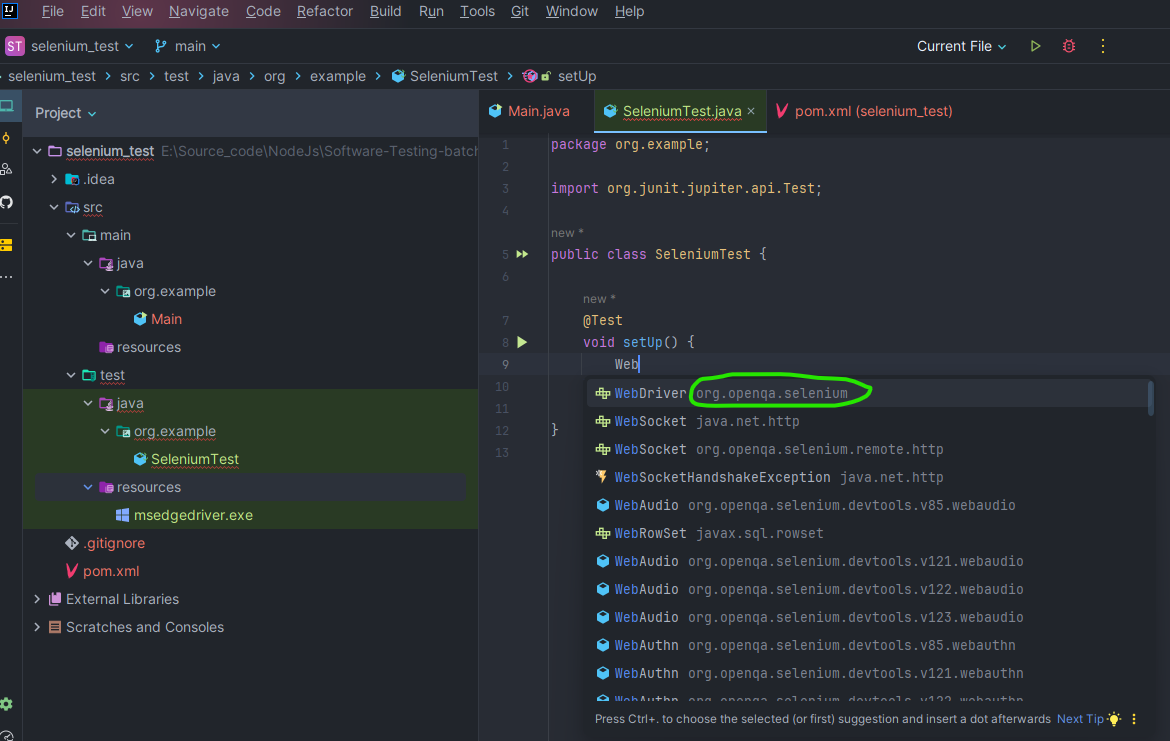 File Edit View Navigate Code Refactor Build Run Tools Git Window Help
ST selenium_test main Current File
selenium_test src test java org example SeleniumTest setUp
Project
Main.java SeleniumTest.java pom.xml (selenium_test)
selenium_test E:\Source_code\NodeJs\Software-Testing-batch
.idea
src
main
java
org.example
Main
resources
test
java
org.example
SeleniumTest
resources
msedgedriver.exe
.gitignore
pom.xml
External Libraries
Scratches and Consoles
1 package org.example;
2
3 import org.junit.jupiter.api.Test;
4
new *
5 public class SeleniumTest {
6
new *
7 @Test
8 void setUp() {
9 Web
10
11
12 }
13
WebDriver org.openqa.selenium
WebSocket java.net.http
WebSocket org.openqa.selenium.remote.http
WebSocketHandshakeException java.net.http
WebAudio org.openqa.selenium.devtools.v85.webaudio
WebRowSet javax.sql.rowset
WebAudio org.openqa.selenium.devtools.v121.webaudio
WebAudio org.openqa.selenium.devtools.v122.webaudio
WebAudio org.openqa.selenium.devtools.v123.webaudio
WebAuthn org.openqa.selenium.devtools.v85.webauthn
WebAuthn org.openqa.selenium.devtools.v121.webauthn
WebAuthn org.openqa.selenium.devtools.v122.webauthn
Press Ctrl+. to choose the selected (or first) suggestion and insert a dot afterwards Next Tip